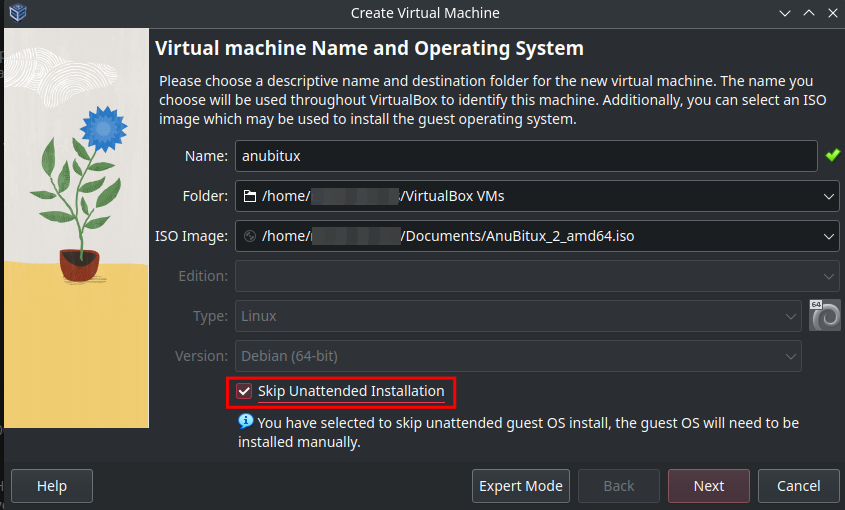 Create Virtual Machine
Virtual machine Name and Operating System
Please choose a descriptive name and destination folder for the new virtual machine. The name you
choose will be used throughout VirtualBox to identify this machine. Additionally, you can select an ISO
image which may be used to install the guest operating system.
Name: anubitux
Folder: /home/ /VirtualBox VMs
ISO Image: /home/ /Documents/AnuBitux_2_amd64.iso
Edition:
Type: Linux 64
Version: Debian (64-bit)
Skip Unattended Installation
You have selected to skip unattended guest OS install, the guest OS will need to be
installed manually.
Help Expert Mode Back Next Cancel